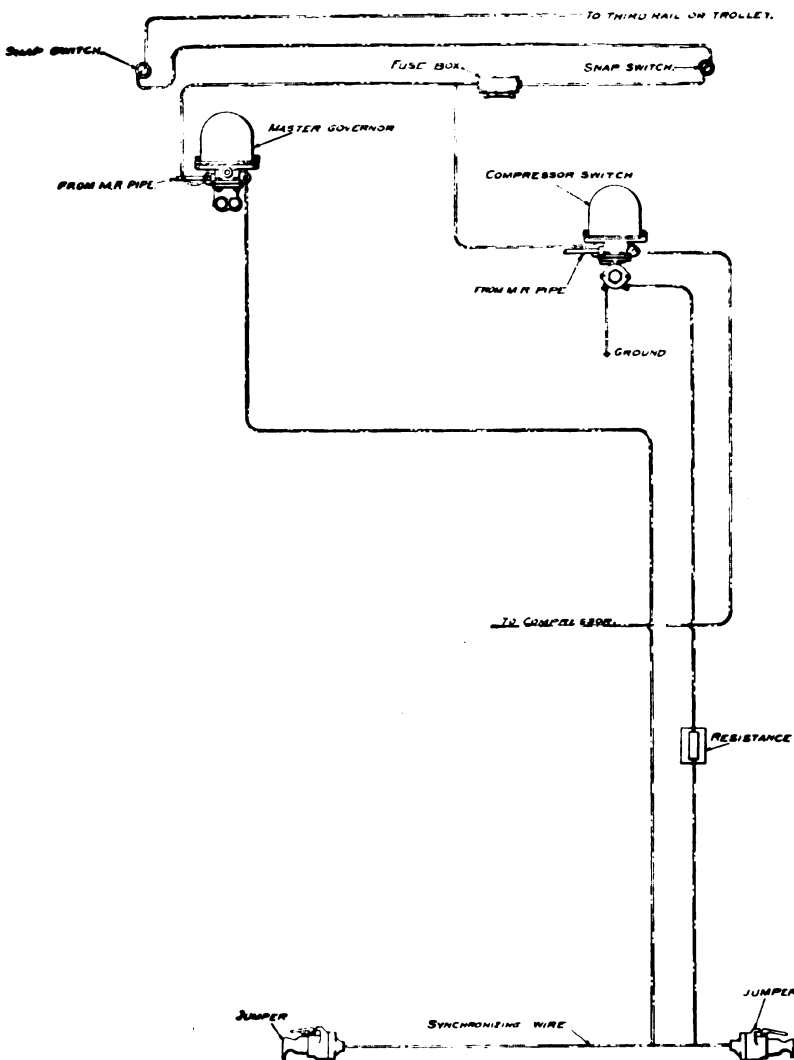 TO THIRD RAIL OR TROLLEY.
SNAP SWITCH.
FUSE BOX.
SNAP SWITCH.
MASTER GOVERNOR
COMPRESSOR SWITCH
FROM M.R PIPE
FROM M.R PIPE
GROUND
TO COMPRESSOR.
RESISTANCE
JUMPER
SYNCHRONIZING WIRE
JUMPER